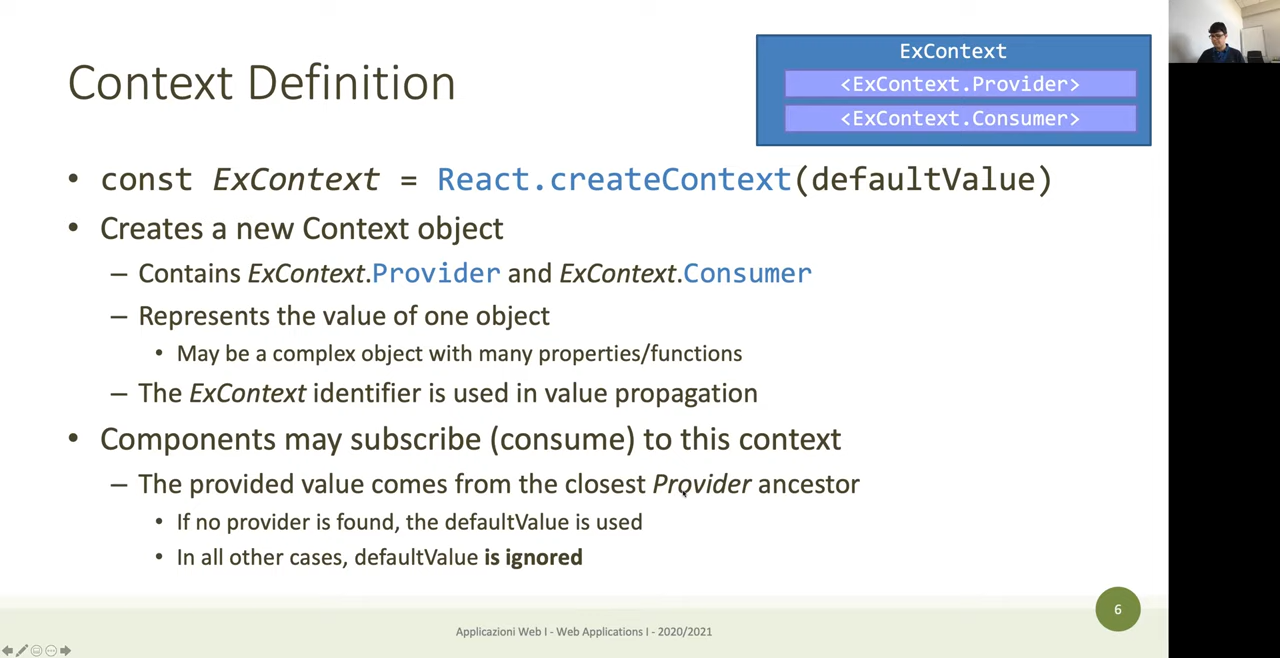 Context Definition
ExContext
<ExContext.Provider>
<ExContext.Consumer>
• const ExContext = React.createContext(defaultValue)
• Creates a new Context object
– Contains ExContext.Provider and ExContext.Consumer
– Represents the value of one object
• May be a complex object with many properties/functions
– The ExContext identifier is used in value propagation
• Components may subscribe (consume) to this context
– The provided value comes from the closest Provider ancestor
• If no provider is found, the defaultValue is used
• In all other cases, defaultValue is ignored
6
Applicazioni Web I - Web Applications I - 2020/2021